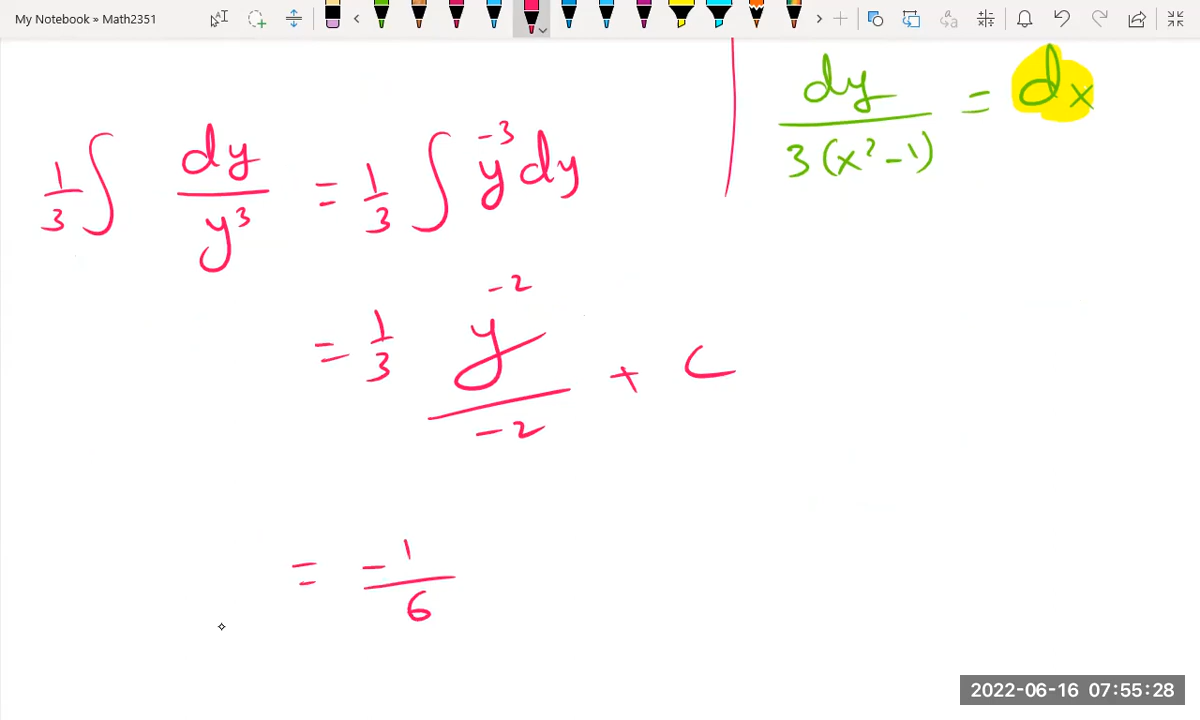 My Notebook » Math2351
dy / 3(x² - 1) = dx
1/3 ∫ dy / y³ = 1/3 ∫ y⁻³ dy
= 1/3 y⁻² / -2 + C
= -1 / 6
2022-06-16 07:55:28